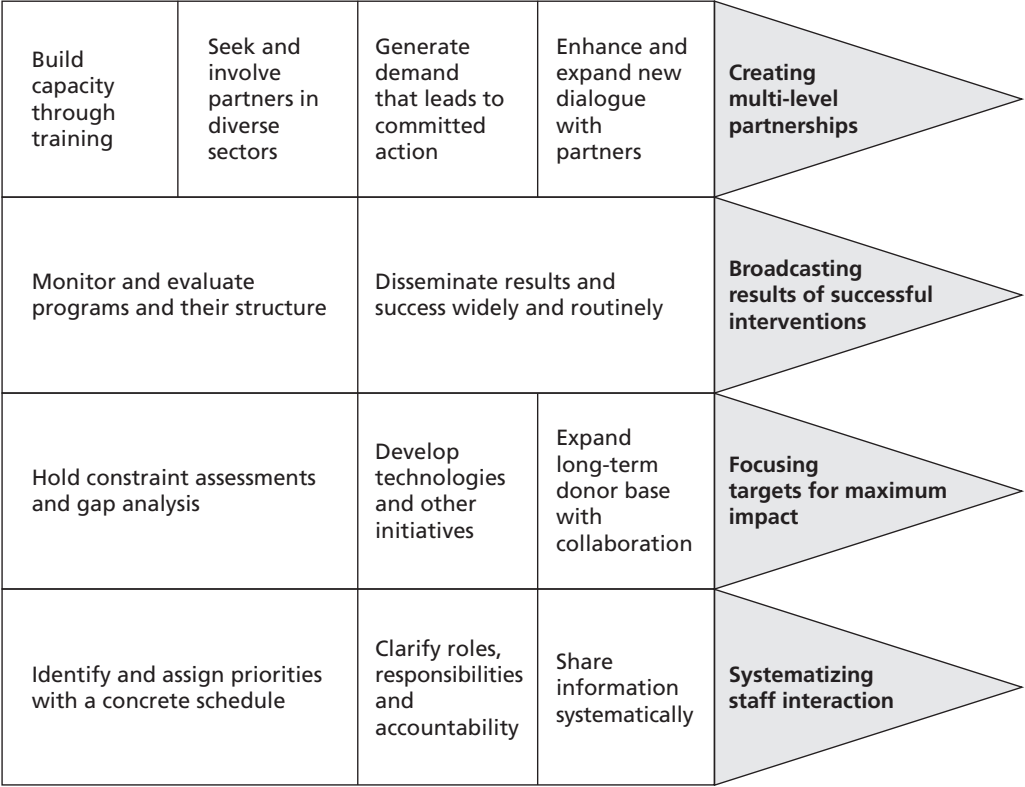 Build
capacity
through
training
Seek and
involve
partners in
diverse
sectors
Generate
demand
that leads to
committed
action
Enhance and
expand new
dialogue
with
partners
Creating
multi-level
partnerships
Monitor and evaluate
programs and their structure
Disseminate results and
success widely and routinely
Broadcasting
results of successful
interventions
Hold constraint assessments
and gap analysis
Develop
technologies
and other
initiatives
Expand
long-term
donor base
with
collaboration
Focusing
targets for maximum
impact
Identify and assign priorities
with a concrete schedule
Clarify roles,
responsibilities
and
accountability
Share
information
systematically
Systematizing
staff interaction